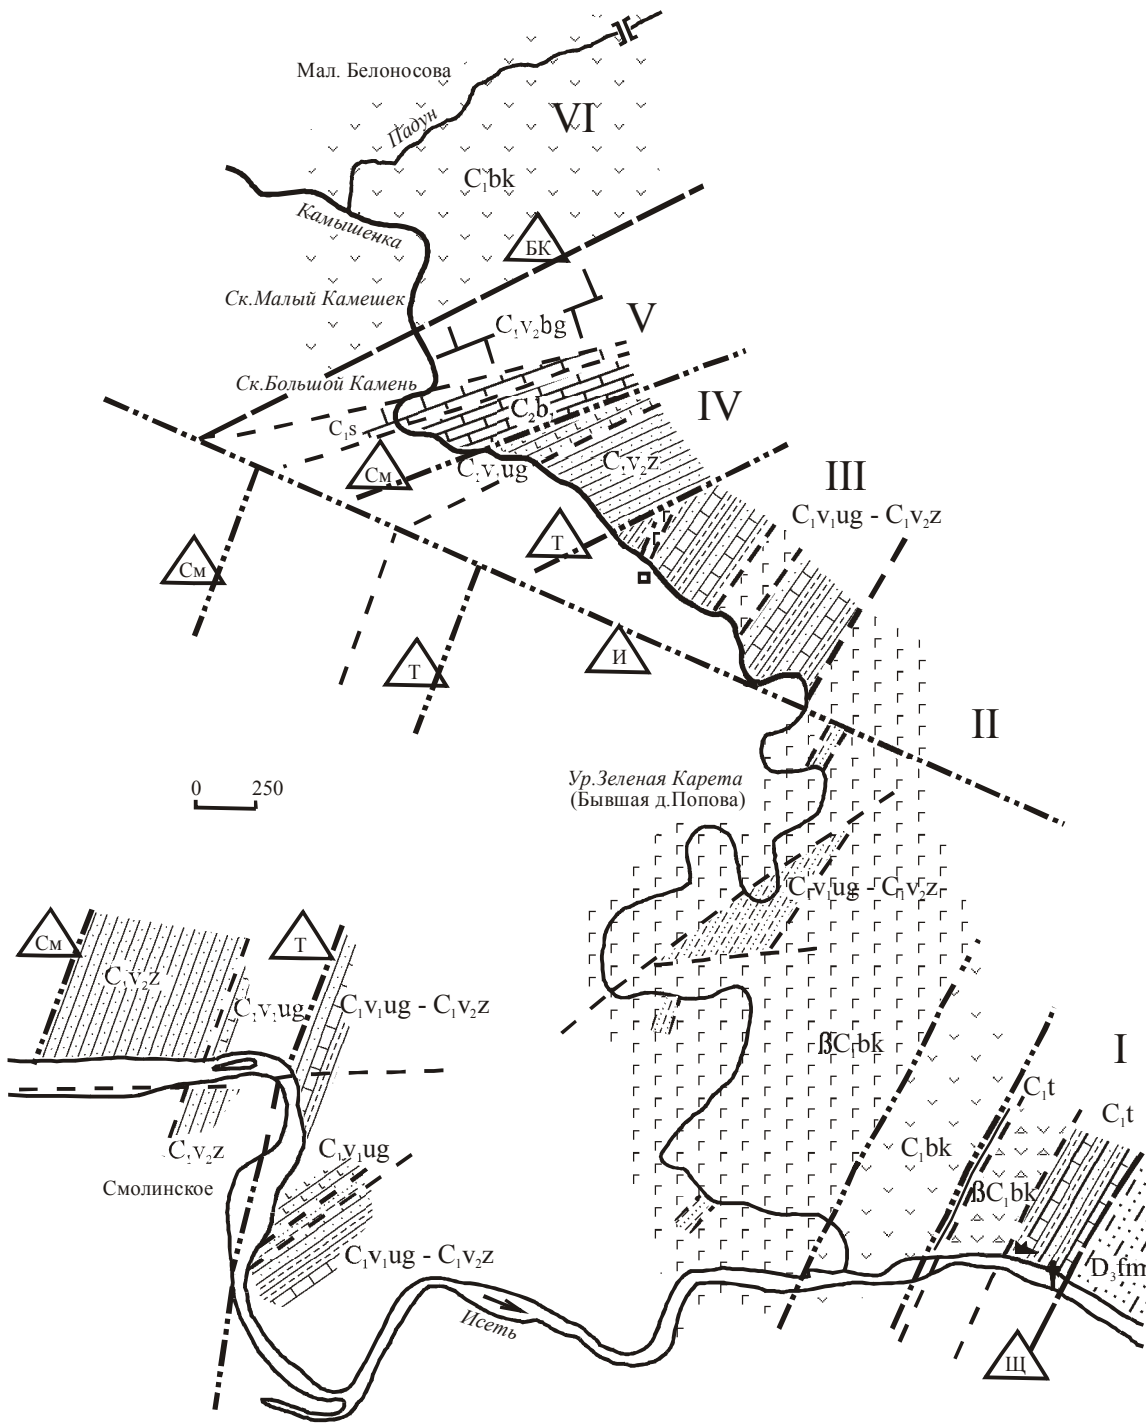 Мал. Белоносова
Падун
VI
C₁bk
Камышенка
БК
Ск.Малый Камешек
C₁v₂bg
V
Ск.Большой Камень
C₂b
IV
C₁s
См
C₁v₁ug
C₁v₂z
III
C₁v₁ug - C₁v₂z
Т
См
Т
И
II
Ур.Зеленая Карета
(Бывшая д.Попова)
0 250
C₁v₁ug - C₁v₂z
См
Т
C₁v₂z
C₁v₁ug
C₁v₁ug - C₁v₂z
ßC₁bk
I
C₁t
C₁t
C₁bk
C₁v₂z
C₁v₁ug
Смолинское
ßC₁bk
C₁v₁ug - C₁v₂z
D₃fm
Исеть
Щ